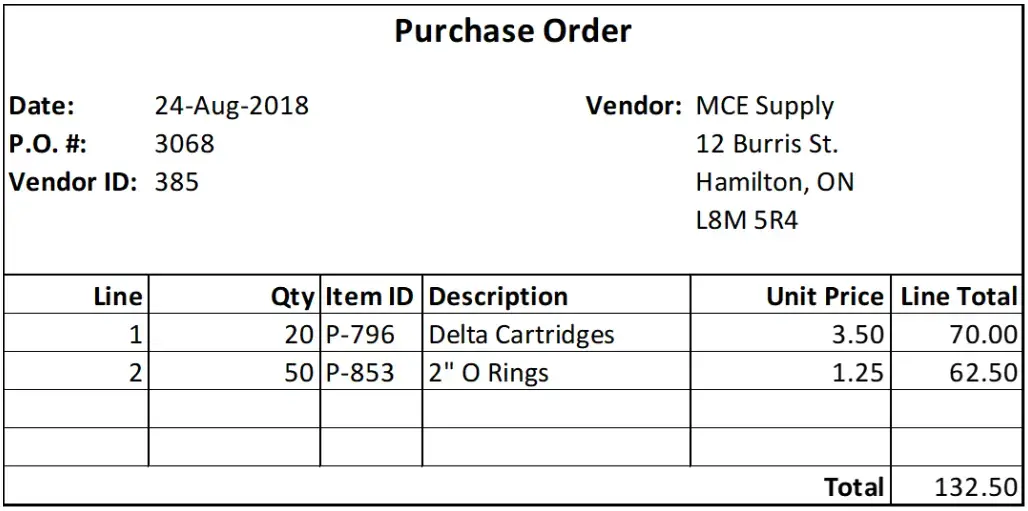 Purchase Order
Date: 24-Aug-2018 Vendor: MCE Supply
P.O. #: 3068 12 Burris St.
Vendor ID: 385 Hamilton, ON
L8M 5R4
Line Qty Item ID Description Unit Price Line Total
1 20 P-796 Delta Cartridges 3.50 70.00
2 50 P-853 2" O Rings 1.25 62.50
Total 132.50